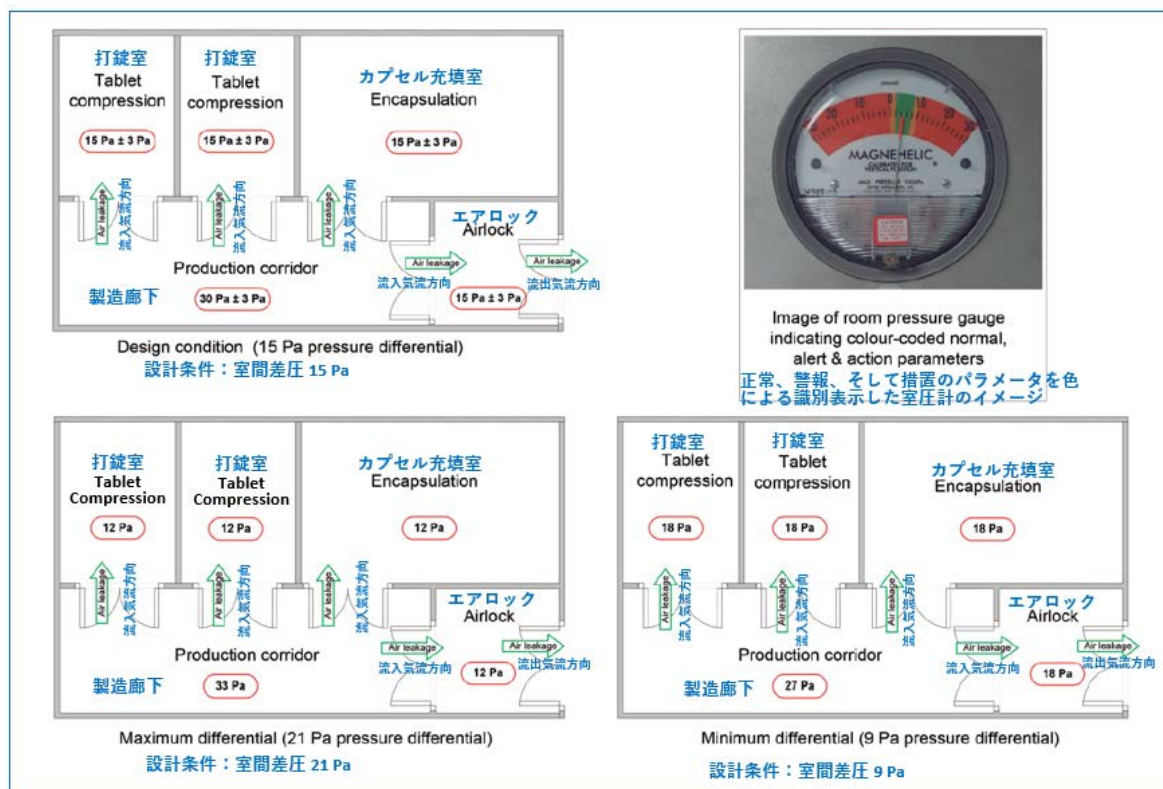 打錠室
Tablet
compression
15 Pa ± 3 Pa
打錠室
Tablet
compression
15 Pa ± 3 Pa
カプセル充填室
Encapsulation
15 Pa ± 3 Pa
Air leakage
流入気流方向
Air leakage
流入気流方向
Air leakage
流入気流方向
エアロック
Airlock
Air leakage
流入気流方向
Air leakage
流出気流方向
15 Pa ± 3 Pa
Production corridor
製造廊下
30 Pa ± 3 Pa
Design condition (15 Pa pressure differential)
設計条件：室間差圧 15 Pa
20
10
0
10
20
MAGNEHELIC
Image of room pressure gauge
indicating colour-coded normal,
alert & action parameters
正常、警報、そして措置のパラメータを色
による識別表示した室圧計のイメージ
打錠室
Tablet
Compression
12 Pa
打錠室
Tablet
Compression
12 Pa
カプセル充填室
Encapsulation
12 Pa
Air leakage
流入気流方向
Air leakage
流入気流方向
Air leakage
流入気流方向
エアロック
Airlock
Air leakage
流入気流方向
Air leakage
流出気流方向
12 Pa
Production corridor
製造廊下
33 Pa
Maximum differential (21 Pa pressure differential)
設計条件：室間差圧 21 Pa
打錠室
Tablet
compression
18 Pa
打錠室
Tablet
compression
18 Pa
カプセル充填室
Encapsulation
18 Pa
Air leakage
流入気流方向
Air leakage
流入気流方向
Air leakage
流入気流方向
エアロック
Airlock
Air leakage
流入気流方向
Air leakage
流出気流方向
18 Pa
Production corridor
製造廊下
27 Pa
Minimum differential (9 Pa pressure differential)
設計条件：室間差圧 9 Pa